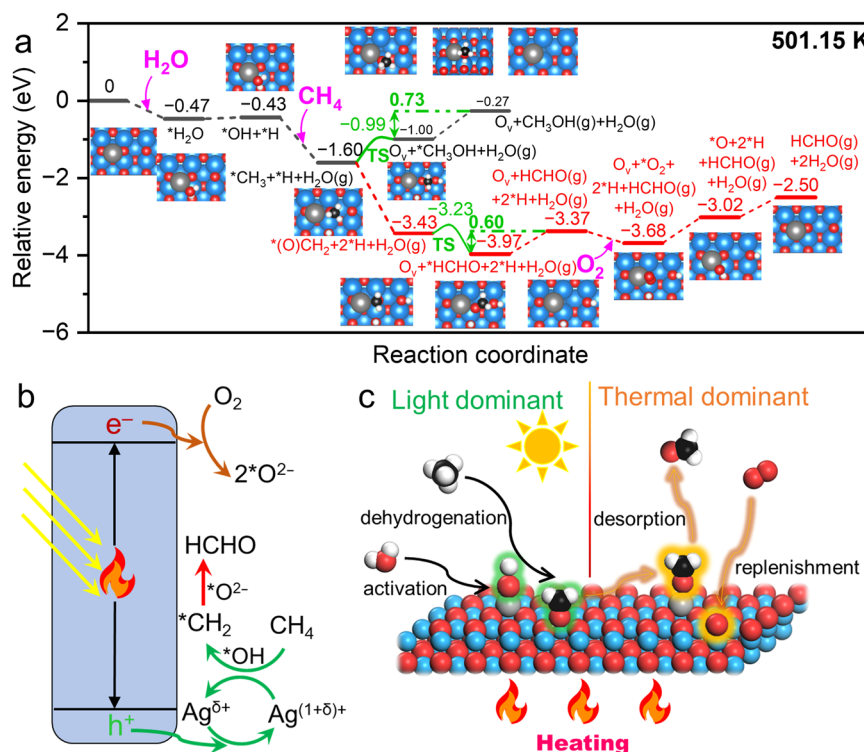 a
501.15 K
Relative energy (eV)
2
0
−2
−4
−6
0
H₂O
−0.47
*H₂O
−0.43
*OH+*H
CH₄
−1.60
*CH₃+*H+H₂O(g)
−0.99
TS
0.73
−1.00
Oᵥ+*CH₃OH+H₂O(g)
−0.27
Oᵥ+CH₃OH(g)+H₂O(g)
−3.43
*(O)CH₂+2*H+H₂O(g)
−3.23
TS
0.60
−3.97
Oᵥ+*HCHO+2*H+H₂O(g)
Oᵥ+HCHO(g)
+2*H+H₂O(g)
−3.37
O₂
Oᵥ+*O₂+
2*H+HCHO(g)
+H₂O(g)
−3.68
*O+2*H
+HCHO(g)
+H₂O(g)
−3.02
HCHO(g)
+2H₂O(g)
−2.50
Reaction coordinate
b
e⁻
O₂
2*O²⁻
HCHO
*O²⁻
*CH₂
CH₄
*OH
Ag^δ+
Ag^(1+δ)+
h⁺
c
Light dominant
Thermal dominant
dehydrogenation
desorption
activation
replenishment
Heating